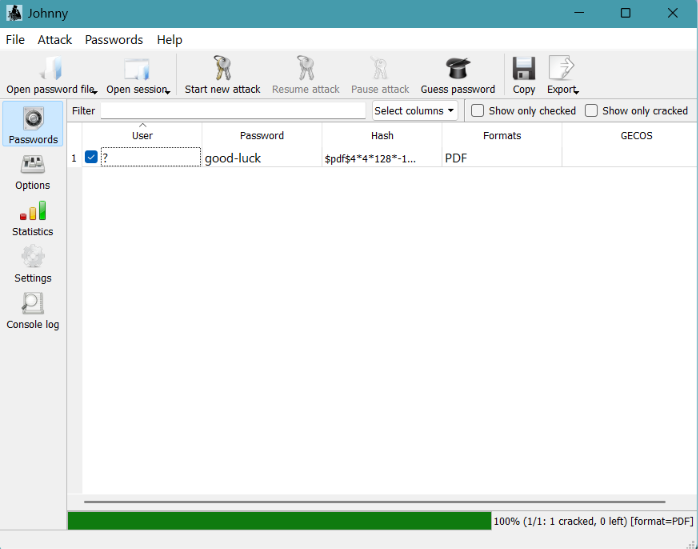 Johnny
File Attack Passwords Help
Open password file Open session Start new attack Resume attack Pause attack Guess password Copy Export
Filter Select columns Show only checked Show only cracked
Passwords
Options
Statistics
Settings
Console log
User Password Hash Formats GECOS
1 ? good-luck $pdf$4*4*128*-1... PDF
100% (1/1: 1 cracked, 0 left) [format=PDF]